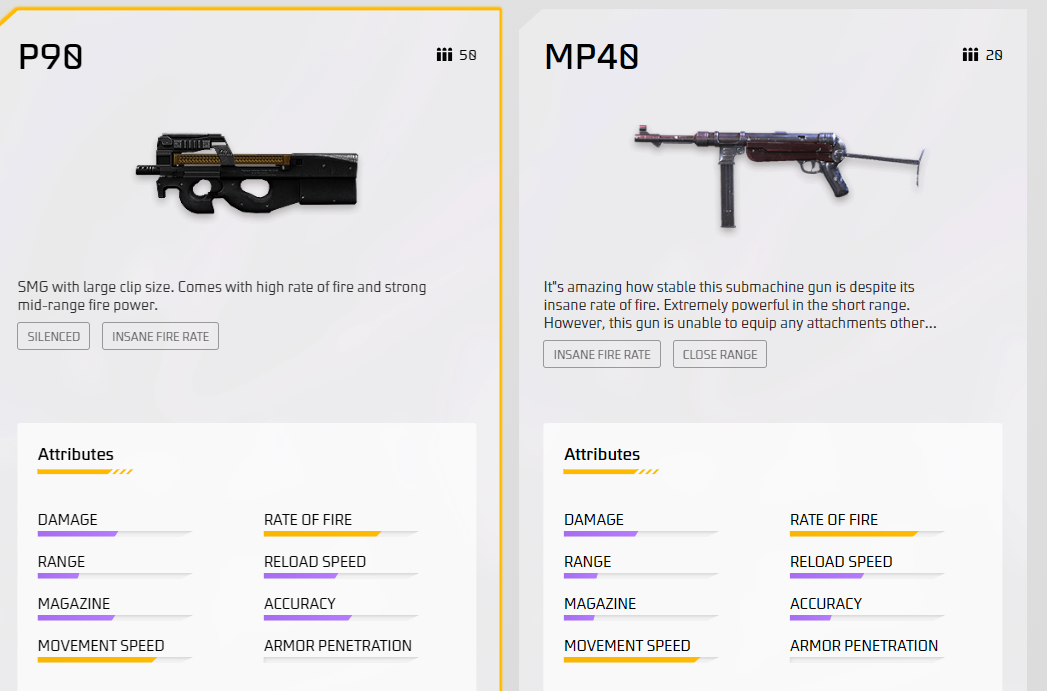 P90
50
SMG with large clip size. Comes with high rate of fire and strong
mid-range fire power.
SILENCED
INSANE FIRE RATE
Attributes
DAMAGE
RATE OF FIRE
RANGE
RELOAD SPEED
MAGAZINE
ACCURACY
MOVEMENT SPEED
ARMOR PENETRATION
MP40
20
It"s amazing how stable this submachine gun is despite its
insane rate of fire. Extremely powerful in the short range.
However, this gun is unable to equip any attachments other...
INSANE FIRE RATE
CLOSE RANGE
Attributes
DAMAGE
RATE OF FIRE
RANGE
RELOAD SPEED
MAGAZINE
ACCURACY
MOVEMENT SPEED
ARMOR PENETRATION